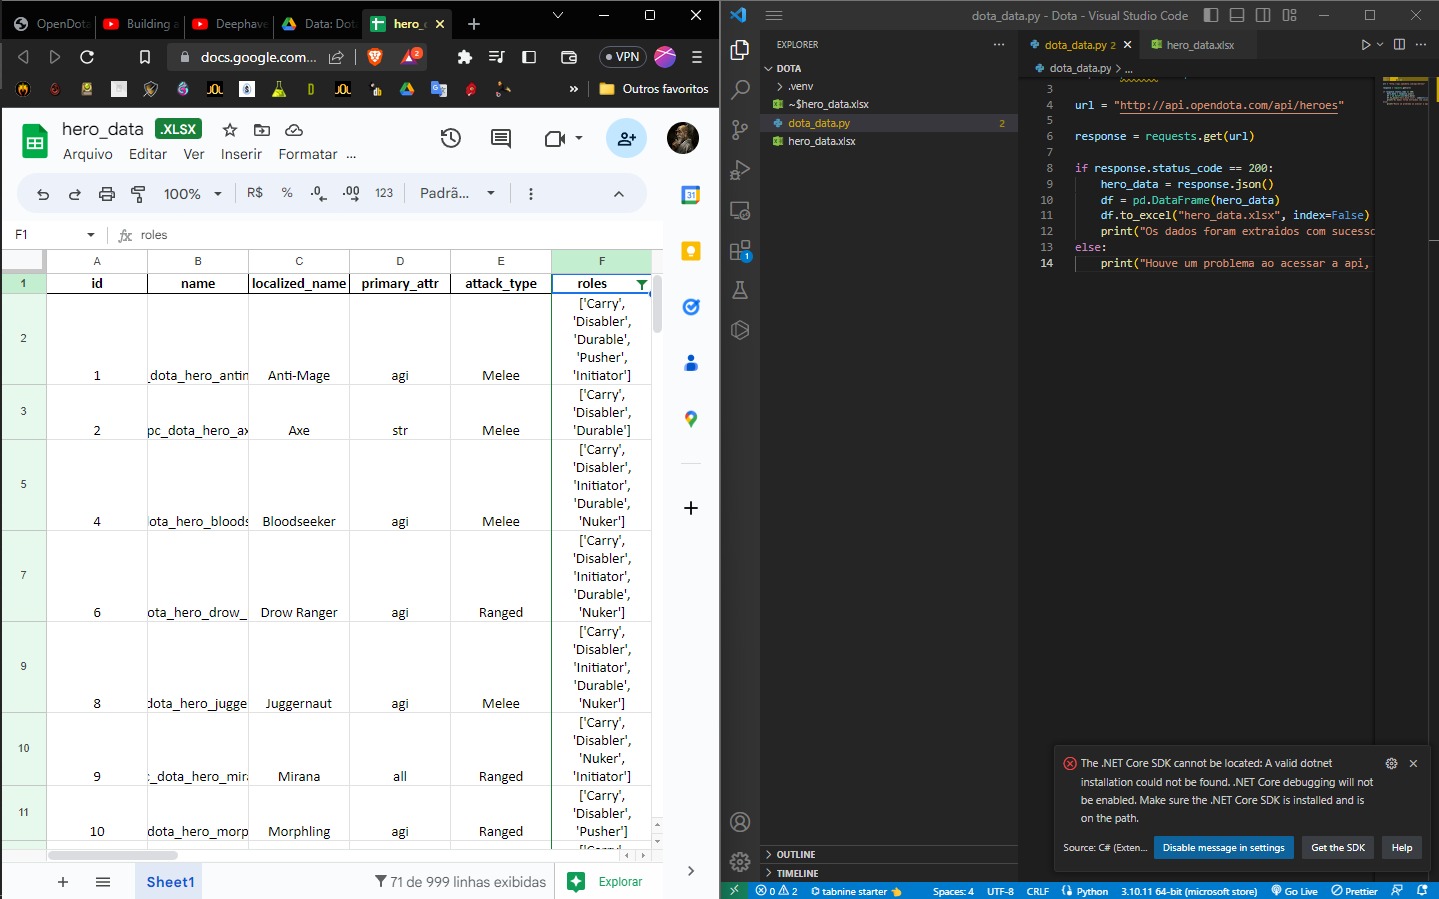 OpenDota
Building a
Deephave
Data: Dot
hero_
docs.google.com...
2
VPN
JOL
JOL
JOL
»
Outros favoritos
hero_data
.XLSX
Arquivo
Editar
Ver
Inserir
Formatar
...
100%
R$
%
.0
.00
123
Padrã...
31
F1
fx
roles
A
B
C
D
E
F
1
id
name
localized_name
primary_attr
attack_type
roles
2
1
_dota_hero_antim
Anti-Mage
agi
Melee
['Carry',
'Disabler',
'Durable',
'Pusher',
'Initiator']
3
2
pc_dota_hero_ax
Axe
str
Melee
['Carry',
'Disabler',
'Durable']
5
4
dota_hero_bloods
Bloodseeker
agi
Melee
['Carry',
'Disabler',
'Initiator',
'Durable',
'Nuker']
7
6
ota_hero_drow_
Drow Ranger
agi
Ranged
['Carry',
'Disabler',
'Initiator',
'Durable',
'Nuker']
9
8
dota_hero_jugge
Juggernaut
agi
Melee
['Carry',
'Disabler',
'Initiator',
'Durable',
'Nuker']
10
9
c_dota_hero_mira
Mirana
all
Ranged
['Carry',
'Disabler',
'Nuker',
'Initiator']
11
10
dota_hero_morp
Morphling
agi
Ranged
['Carry',
'Disabler',
'Pusher']
['Carry',
Sheet1
71 de 999 linhas exibidas
Explorar
dota_data.py - Dota - Visual Studio Code
EXPLORER
DOTA
.venv
~$hero_data.xlsx
dota_data.py
2
hero_data.xlsx
OUTLINE
TIMELINE
1
dota_data.py 2
hero_data.xlsx
dota_data.py > ...
3
4 url = "http://api.opendota.com/api/heroes"
5
6 response = requests.get(url)
7
8 if response.status_code == 200:
9 hero_data = response.json()
10 df = pd.DataFrame(hero_data)
11 df.to_excel("hero_data.xlsx", index=False)
12 print("Os dados foram extraidos com sucesso
13 else:
14 print("Houve um problema ao acessar a api,
The .NET Core SDK cannot be located: A valid dotnet
installation could not be found. .NET Core debugging will not
be enabled. Make sure the .NET Core SDK is installed and is
on the path.
Source: C# (Exten...
Disable message in settings
Get the SDK
Help
0
2
tabnine starter
Spaces: 4
UTF-8
CRLF
Python
3.10.11 64-bit (microsoft store)
Go Live
Prettier